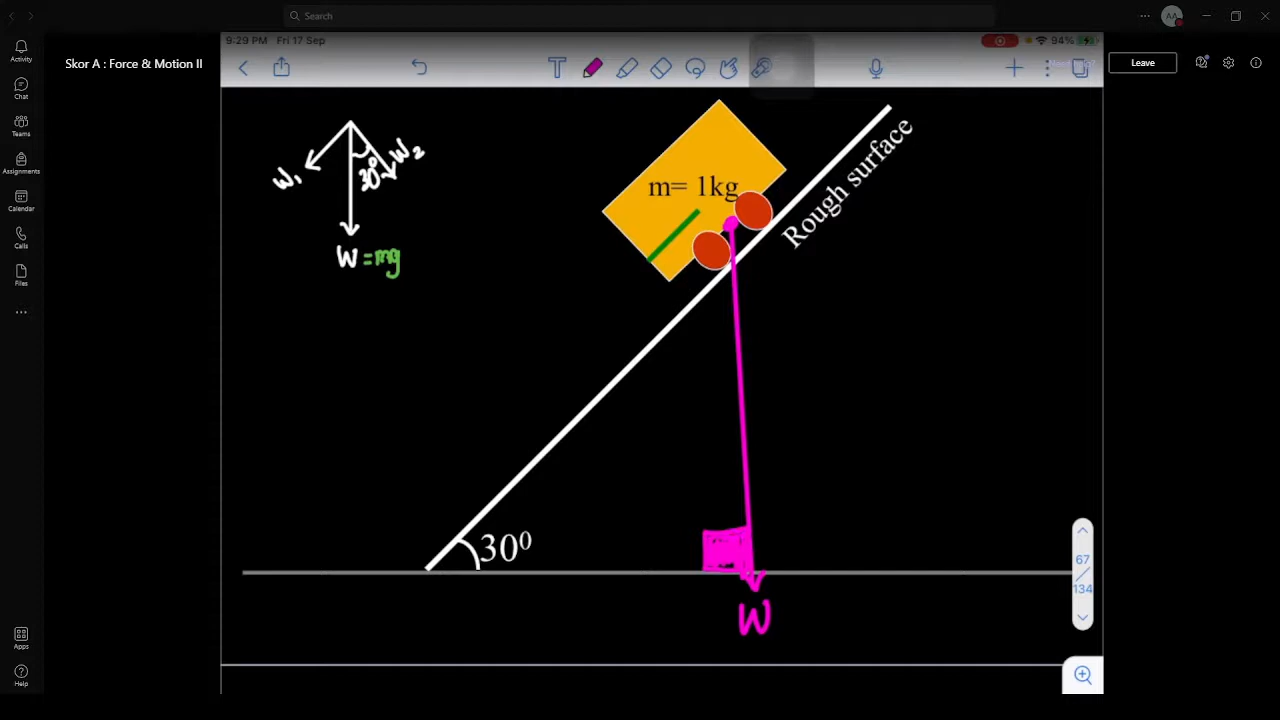 Search
AA
Activity
Chat
Teams
Assignments
Calendar
Calls
Files
Apps
Help
Skor A : Force & Motion II
Leave
9:29 PM Fri 17 Sep
94%
T
W₁
30°
W₂
W = mg
m= 1kg
Rough surface
30⁰
W
67
134